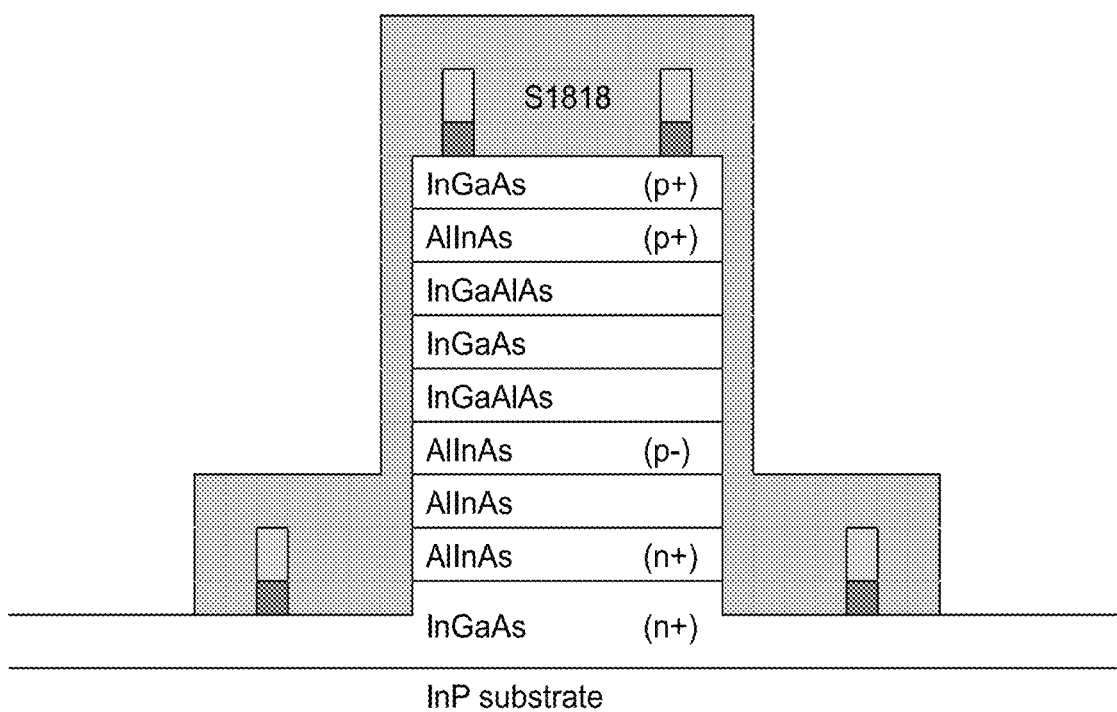 S1818
InGaAs (p+)
AlInAs (p+)
InGaAlAs
InGaAs
InGaAlAs
AlInAs (p-)
AlInAs
AlInAs (n+)
InGaAs (n+)
InP substrate